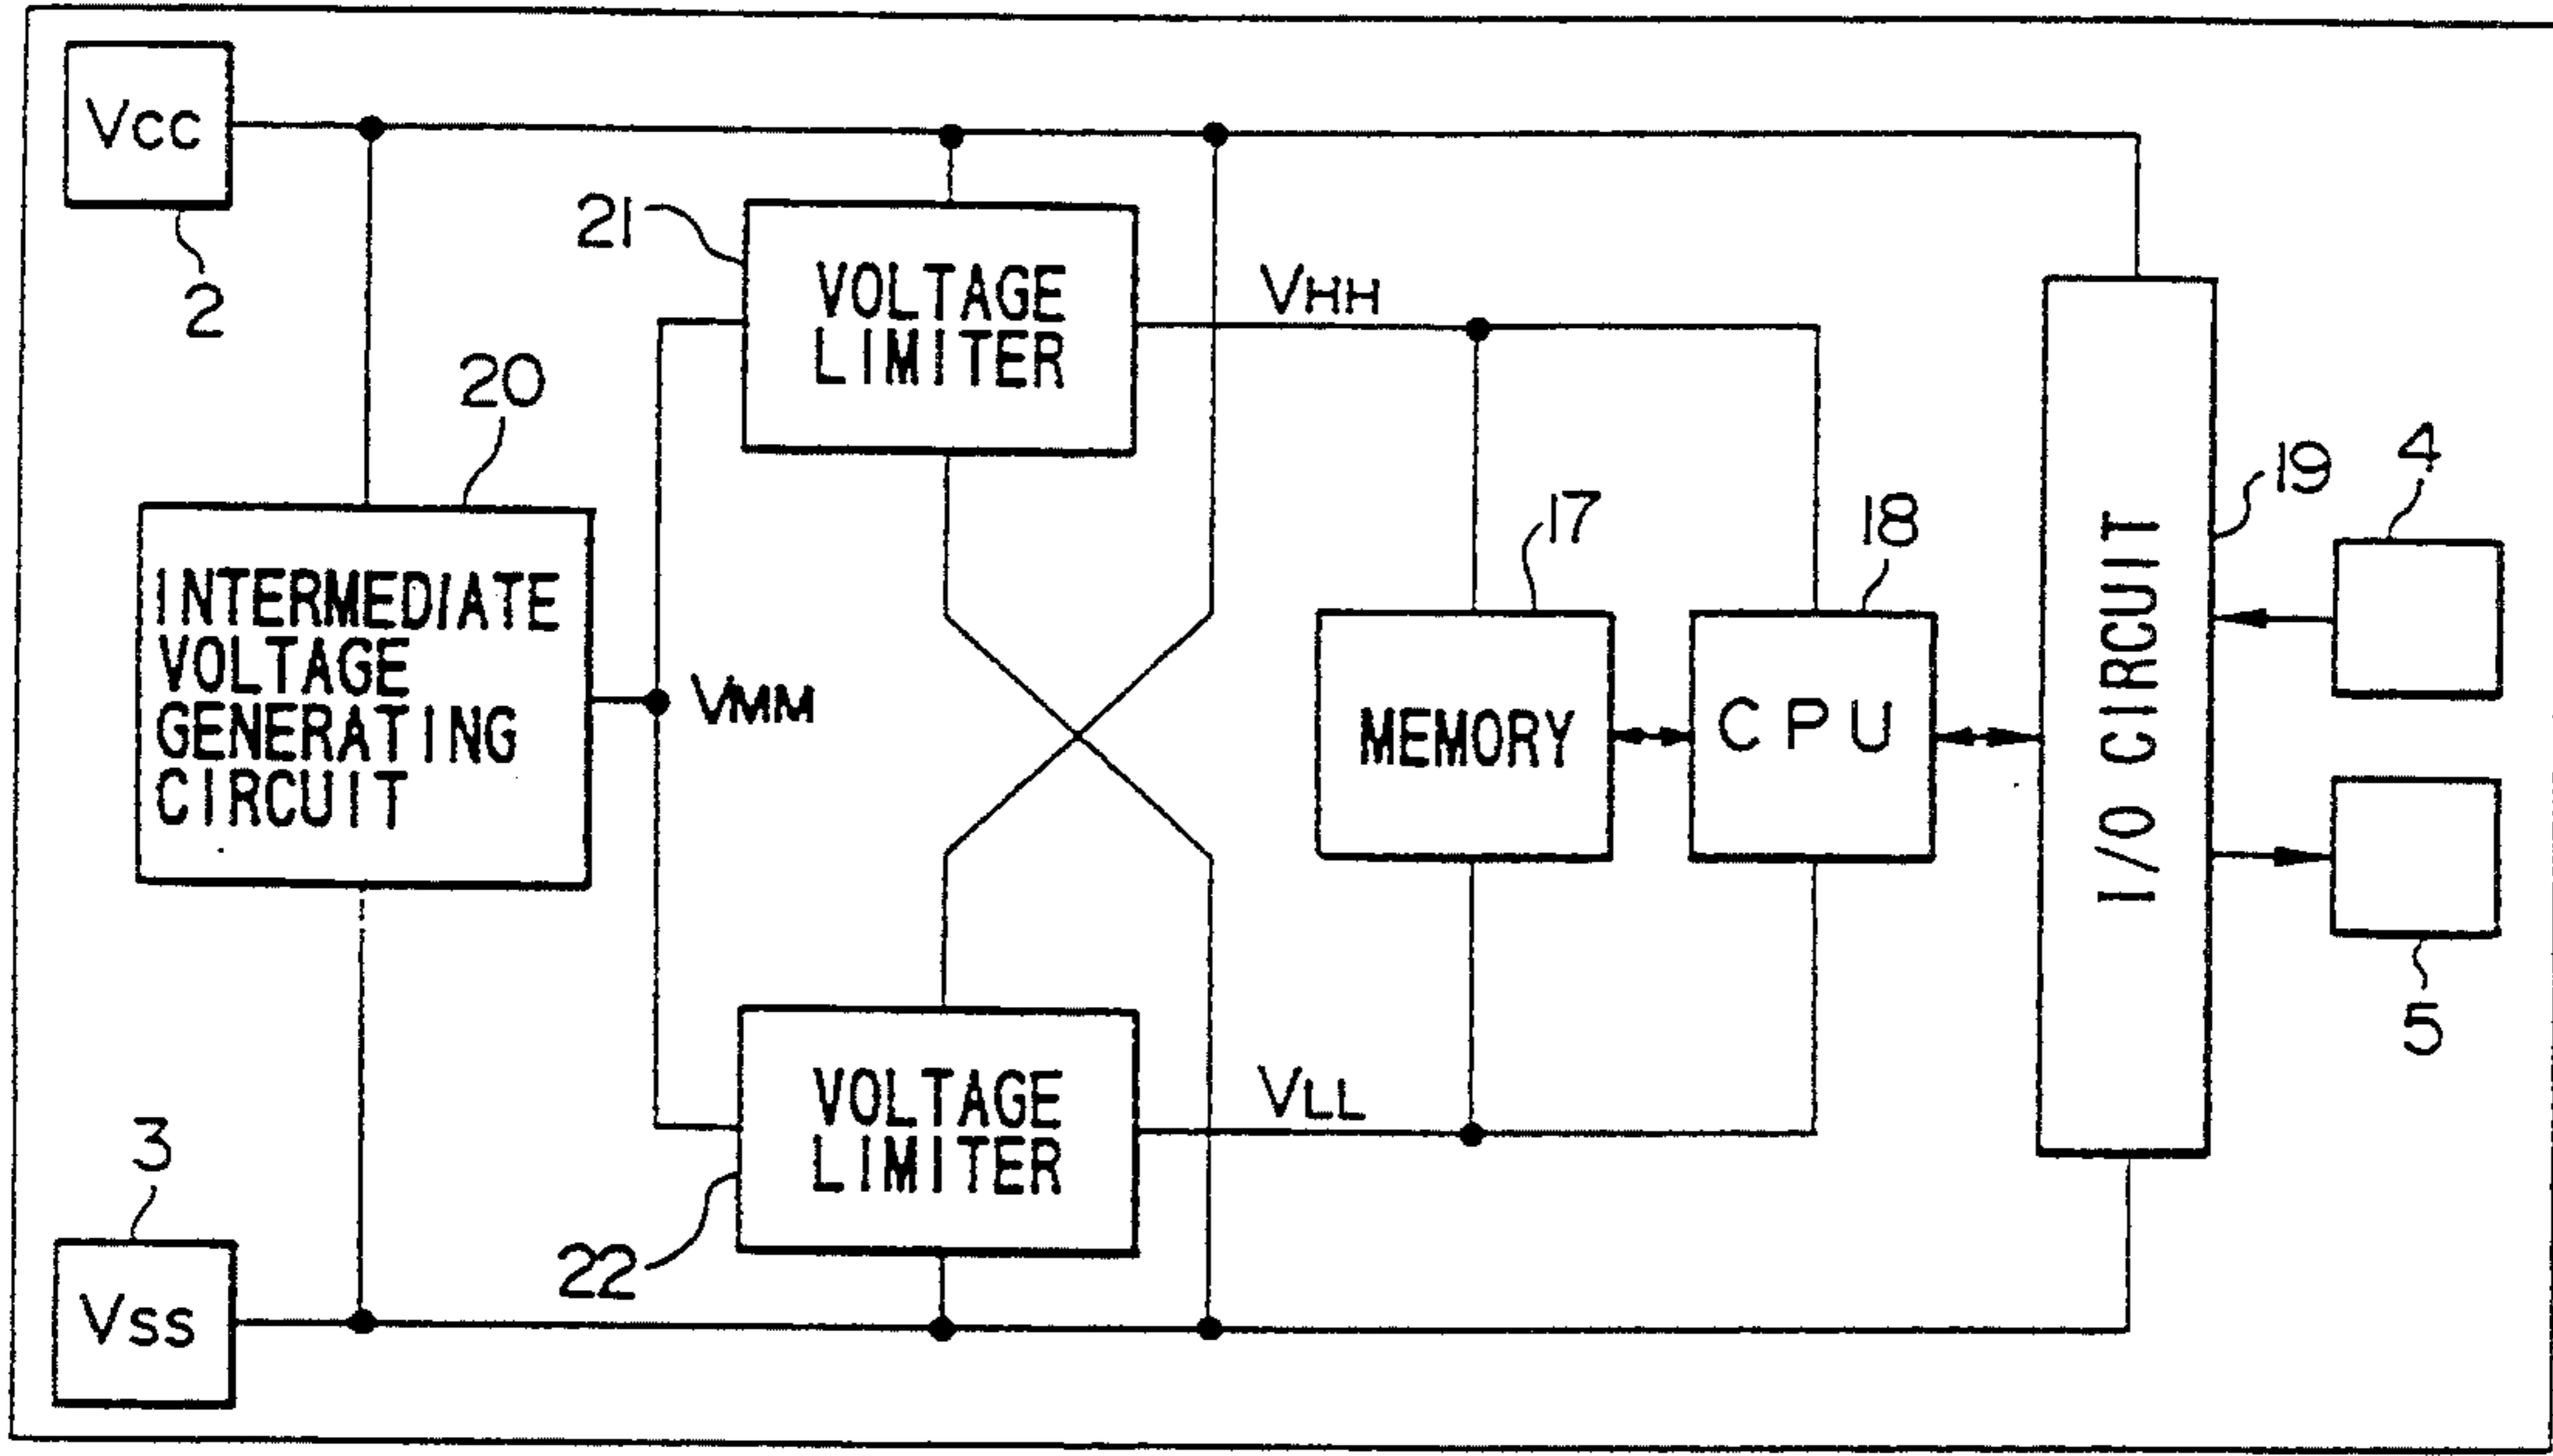 Vcc
2
21
VOLTAGE
LIMITER
VHH
20
INTERMEDIATE
VOLTAGE
GENERATING
CIRCUIT
VMM
17
MEMORY
18
CPU
I/O CIRCUIT
19
4
5
VOLTAGE
LIMITER
22
VLL
3
Vss